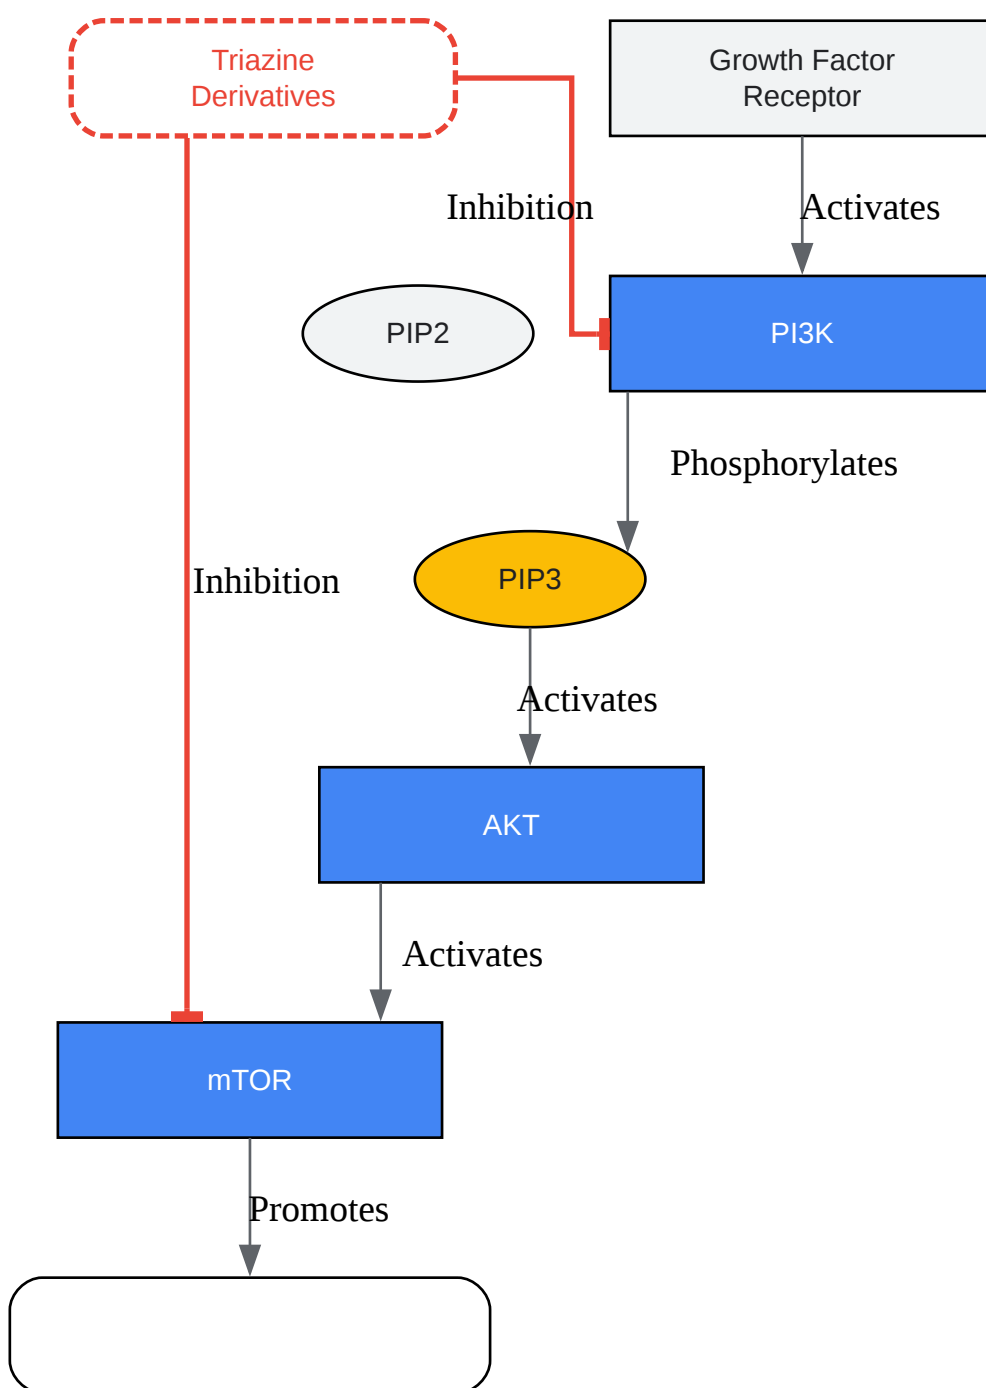 Triazine
Derivatives
Growth Factor
Receptor
Inhibition
Activates
PIP2
PI3K
Phosphorylates
PIP3
Inhibition
Activates
AKT
Activates
mTOR
Promotes